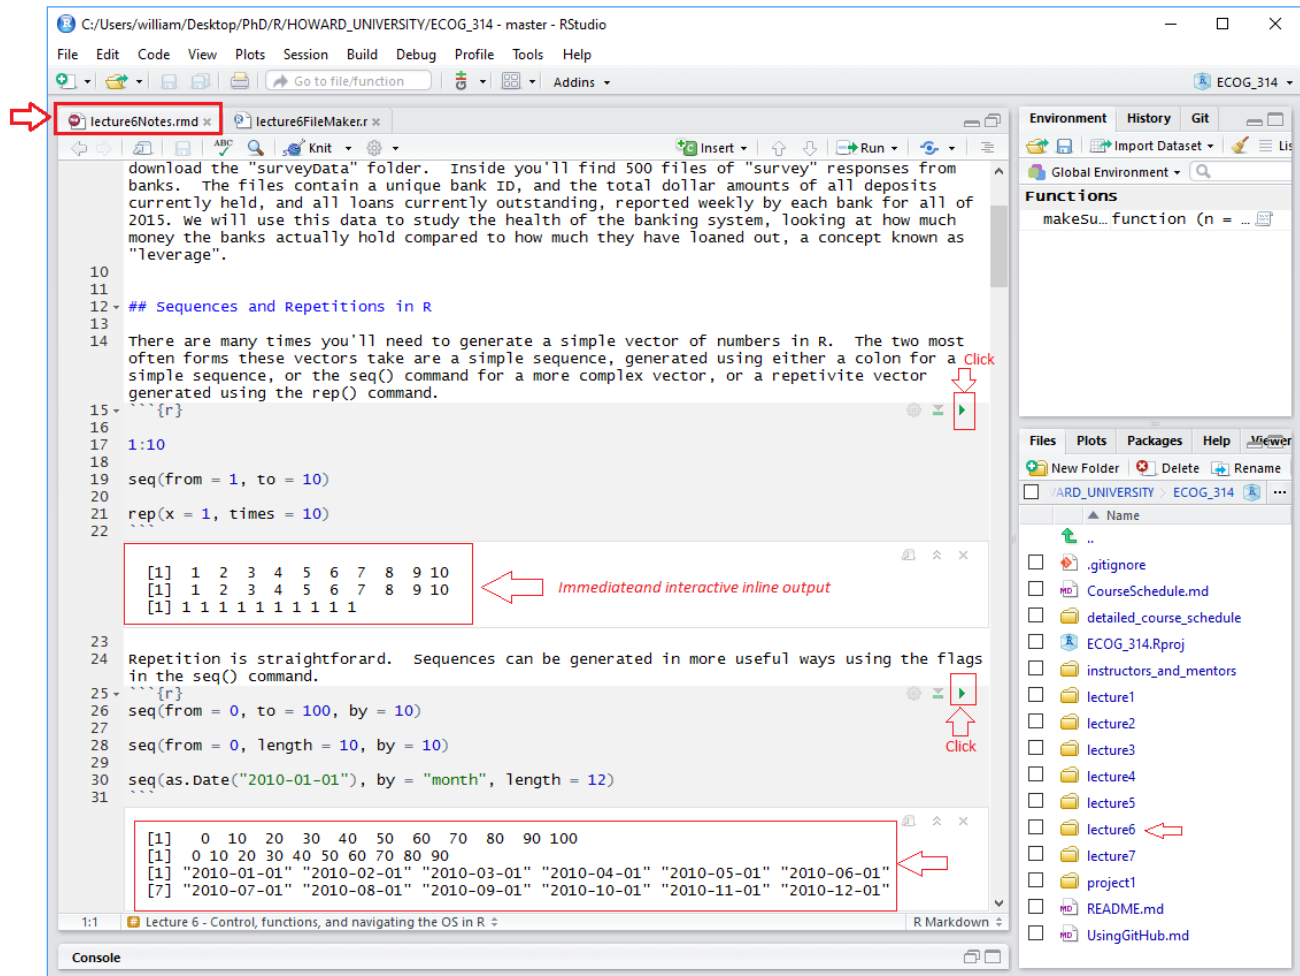 C:/Users/william/Desktop/PhD/R/HOWARD_UNIVERSITY/ECOG_314 - master - RStudio
File Edit Code View Plots Session Build Debug Profile Tools Help
Go to file/function Addins ECOG_314
lecture6Notes.rmd lecture6FileMaker.r
ABC Knit Insert Run
download the "surveyData" folder.  Inside you'll find 500 files of "survey" responses from
banks.  The files contain a unique bank ID, and the total dollar amounts of all deposits
currently held, and all loans currently outstanding, reported weekly by each bank for all of
2015. We will use this data to study the health of the banking system, looking at how much
money the banks actually hold compared to how much they have loaned out, a concept known as
"leverage".
10
11
12 ## Sequences and Repetitions in R
13
14 There are many times you'll need to generate a simple vector of numbers in R.  The two most
often forms these vectors take are a simple sequence, generated using either a colon for a
Click
simple sequence, or the seq() command for a more complex vector, or a repetivite vector
generated using the rep() command.
15 ```{r}
16
17 1:10
18
19 seq(from = 1, to = 10)
20
21 rep(x = 1, times = 10)
22 ```
[1] 1 2 3 4 5 6 7 8 9 10
[1] 1 2 3 4 5 6 7 8 9 10
[1] 1 1 1 1 1 1 1 1 1 1
Immediateand interactive inline output
23
24 Repetition is straightforard.  Sequences can be generated in more useful ways using the flags
in the seq() command.
25 ```{r}
26 seq(from = 0, to = 100, by = 10)
27
28 seq(from = 0, length = 10, by = 10)
Click
29
30 seq(as.Date("2010-01-01"), by = "month", length = 12)
31 ```
[1] 0 10 20 30 40 50 60 70 80 90 100
[1] 0 10 20 30 40 50 60 70 80 90
[1] "2010-01-01" "2010-02-01" "2010-03-01" "2010-04-01" "2010-05-01" "2010-06-01"
[7] "2010-07-01" "2010-08-01" "2010-09-01" "2010-10-01" "2010-11-01" "2010-12-01"
1:1 # Lecture 6 - Control, functions, and navigating the OS in R R Markdown
Console
Environment History Git
Import Dataset Lis
Global Environment
Functions
makeSu… function (n = …
Files Plots Packages Help Viewer
New Folder Delete Rename
ARD_UNIVERSITY ECOG_314 R ...
Name
..
.gitignore
MD CourseSchedule.md
detailed_course_schedule
ECOG_314.Rproj
instructors_and_mentors
lecture1
lecture2
lecture3
lecture4
lecture5
lecture6
lecture7
project1
MD README.md
MD UsingGitHub.md